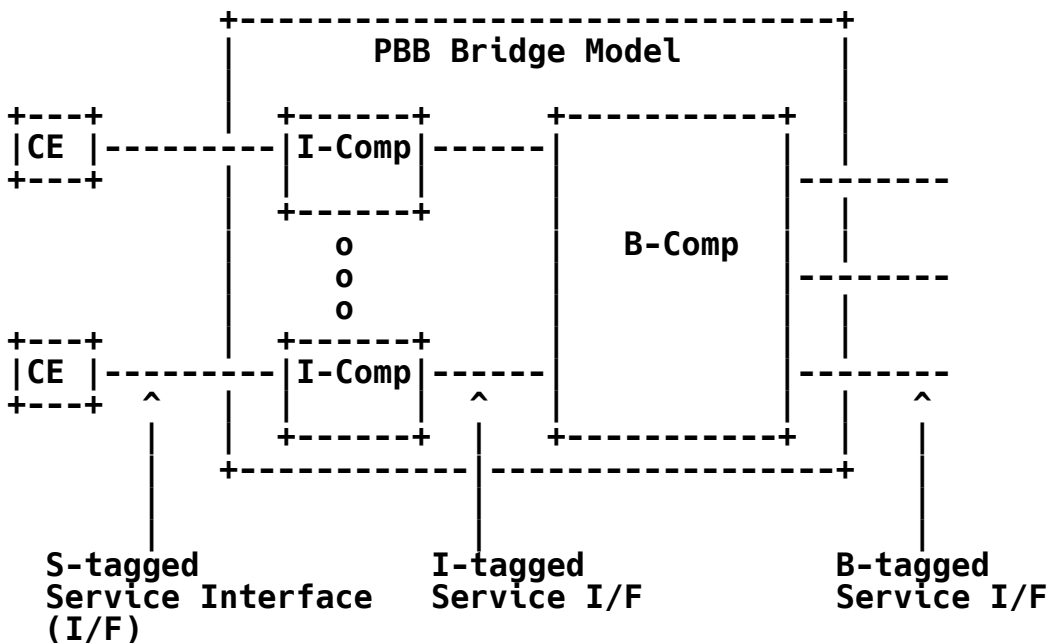 PBB Bridge Model
CE
I-Comp
B-Comp
o
o
o
CE
I-Comp
S-tagged
Service Interface
(I/F)
I-tagged
Service I/F
B-tagged
Service I/F